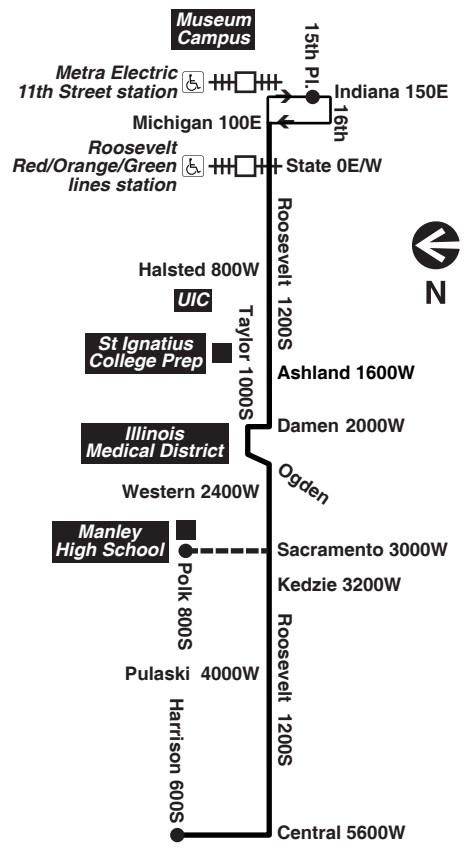 Museum
Campus
15th Pl.
Metra Electric
11th Street station
Indiana 150E
16th
Michigan 100E
Roosevelt
Red/Orange/Green
lines station
State 0E/W
Roosevelt 1200S
N
Halsted 800W
UIC
Taylor 1000S
St Ignatius
College Prep
Ashland 1600W
Damen 2000W
Illinois
Medical District
Ogden
Western 2400W
Manley
High School
Sacramento 3000W
Polk 800S
Kedzie 3200W
Roosevelt 1200S
Pulaski 4000W
Harrison 600S
Central 5600W